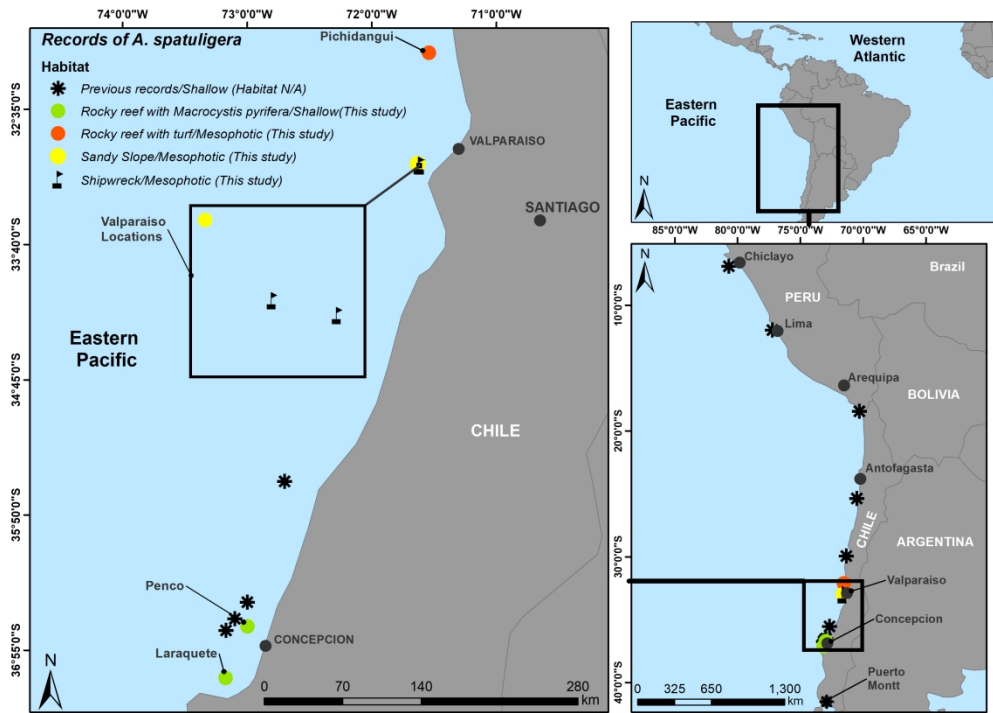 74°0'0"W
73°0'0"W
72°0'0"W
71°0'0"W
Records of A. spatuligera
Habitat
Previous records/Shallow (Habitat N/A)
Rocky reef with Macrocystis pyrifera/Shallow(This study)
Rocky reef with turf/Mesophotic (This study)
Sandy Slope/Mesophotic (This study)
Shipwreck/Mesophotic (This study)
Pichidangui
VALPARAISO
SANTIAGO
Valparaiso
Locations
Eastern
Pacific
CHILE
Penco
CONCEPCION
Laraquete
32°35'0"S
33°40'0"S
34°45'0"S
35°50'0"S
36°55'0"S
N
0 70 140 280
km
Western
Atlantic
Eastern
Pacific
N
85°0'0"W
80°0'0"W
75°0'0"W
70°0'0"W
65°0'0"W
N
Chiclayo
Brazil
PERU
Lima
Arequipa
BOLIVIA
Antofagasta
CHILE
ARGENTINA
Valparaiso
Concepcion
Puerto
Montt
10°0'0"S
20°0'0"S
30°0'0"S
40°0'0"S
0 325 650 1,300
km